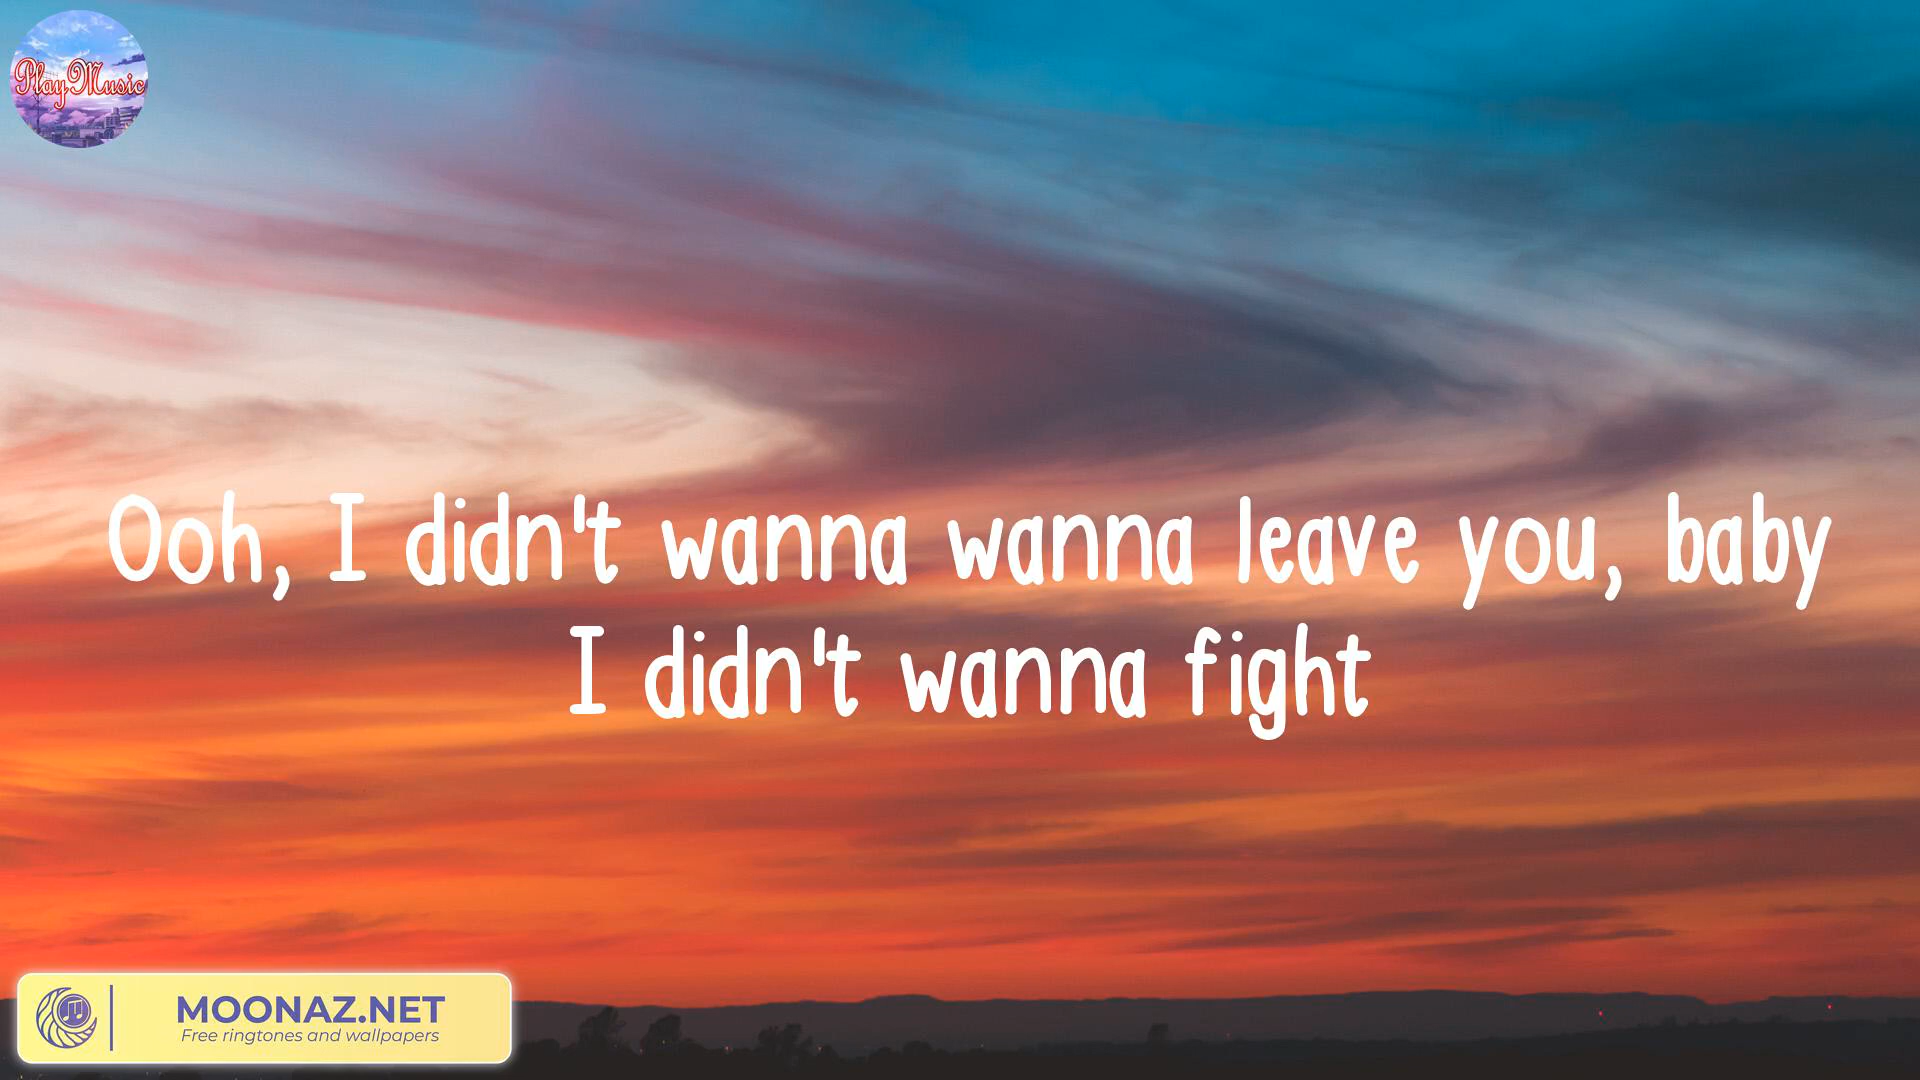 Play Music
Ooh, I didn't wanna wanna leave you, baby
I didn't wanna fight
MOONAZ.NET
Free ringtones and wallpapers